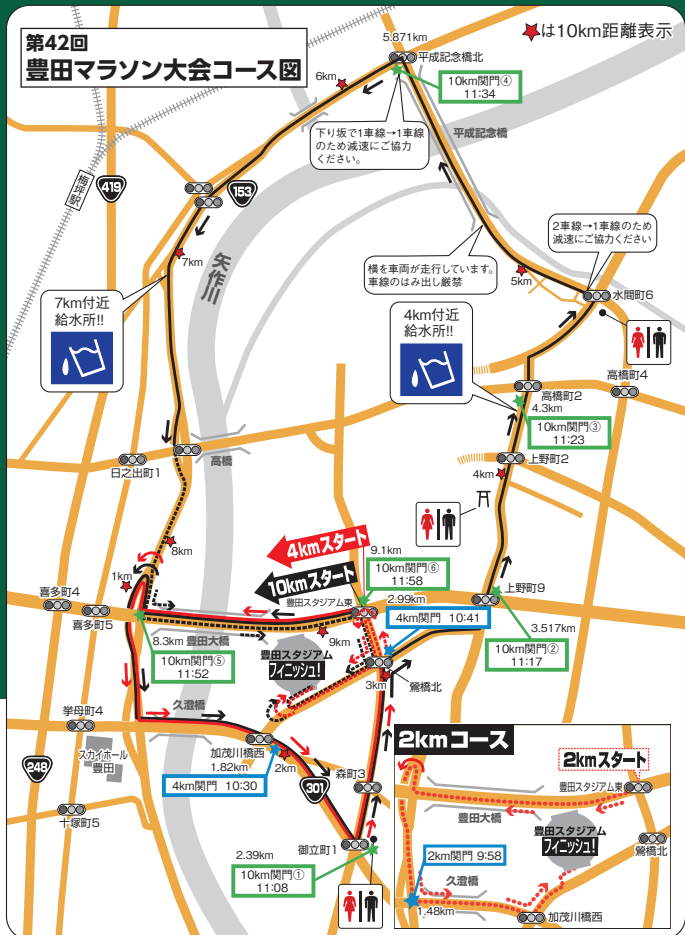 第42回
豊田マラソン大会コース図
★は10km距離表示
5.871km
平成記念橋北
10km関門④
11:34
6km
下り坂で1車線→1車線
のため減速にご協力
ください。
平成記念橋
梅坪駅
419
153
2車線→1車線のため
減速にご協力ください
矢作川
7km
横を車両が走行しています。
車線のはみ出し厳禁
5km
水間町6
7km付近
給水所!!
4km付近
給水所!!
高橋町4
高橋町2
4.3km
10km関門③
11:23
高橋
日之出町1
上野町2
4km
8km
4kmスタート
9.1km
10km関門⑥
11:58
10kmスタート
豊田スタジアム東
1km
喜多町4
喜多町5
2.99km
4km関門 10:41
上野町9
3.517km
10km関門②
11:17
8.3km
豊田大橋
9km
10km関門⑤
11:52
豊田スタジアム
フィニッシュ!
3km
鶯橋北
久澄橋
挙母町4
スカイホール
豊田
加茂川橋西
1.82km
2km
4km関門 10:30
248
301
森町3
十塚町5
御立町1
2.39km
10km関門①
11:08
2kmコース
2kmスタート
豊田スタジアム東
豊田大橋
豊田スタジアム
フィニッシュ!
鶯橋北
2km関門 9:58
久澄橋
1.48km
加茂川橋西